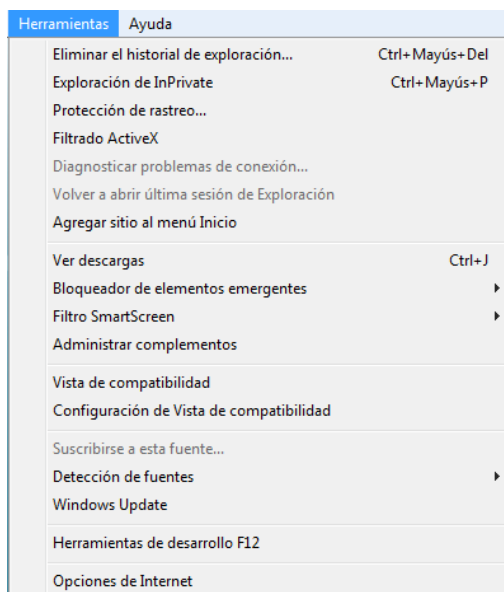 Herramientas Ayuda
Eliminar el historial de exploración... Ctrl+Mayús+Del
Exploración de InPrivate Ctrl+Mayús+P
Protección de rastreo...
Filtrado ActiveX
Diagnosticar problemas de conexión...
Volver a abrir última sesión de Exploración
Agregar sitio al menú Inicio
Ver descargas Ctrl+J
Bloqueador de elementos emergentes
Filtro SmartScreen
Administrar complementos
Vista de compatibilidad
Configuración de Vista de compatibilidad
Suscribirse a esta fuente...
Detección de fuentes
Windows Update
Herramientas de desarrollo F12
Opciones de Internet